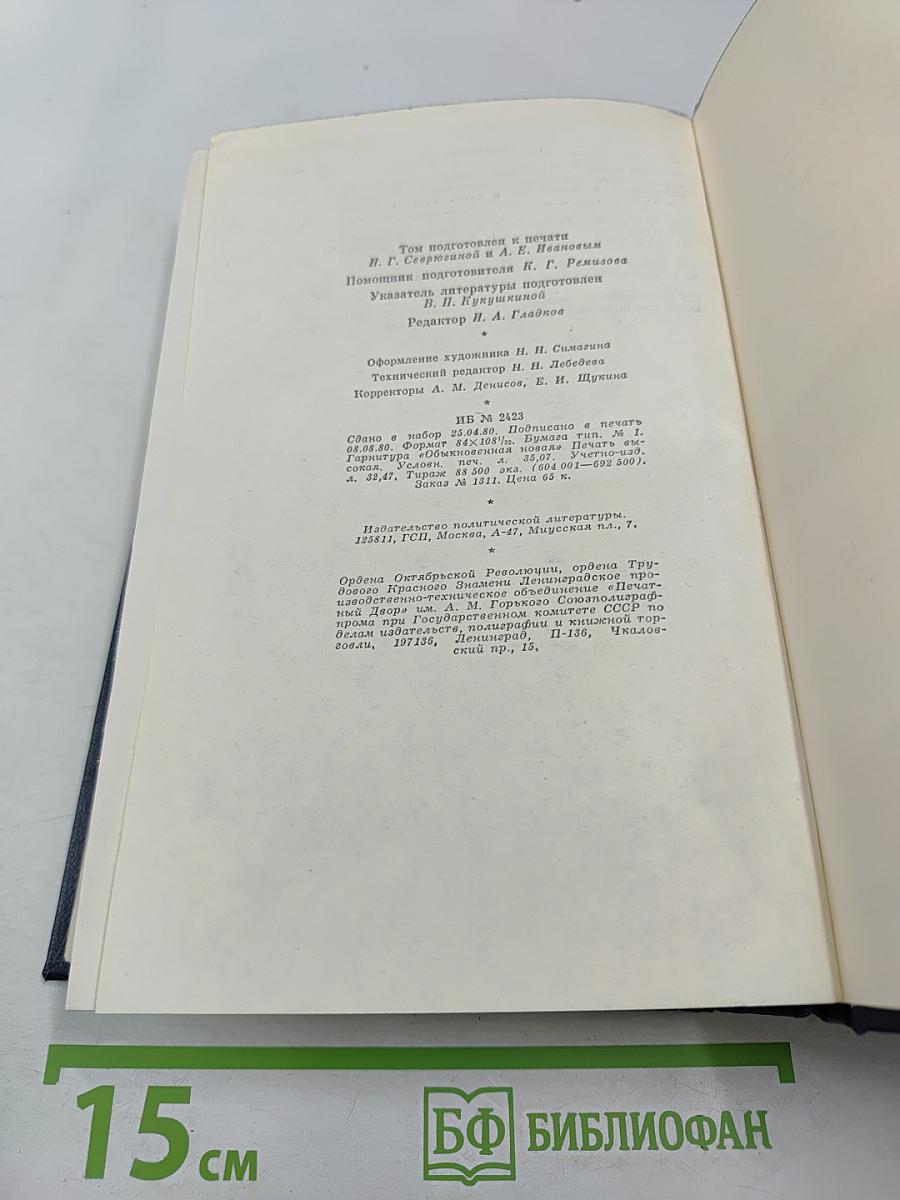 Том подготовлен к печати
Н. Г. Севрюгиной и А. Е. Ивановым
Помощник подготовителя К. Г. Ремизова
Указатель литературы подготовлен
В. П. Кукушкиной
Редактор И. А. Гладков
*
Оформление художника Н. Н. Симагина
Технический редактор Н. Н. Лебедева
Корректоры А. М. Денисов, Е. И. Щукина
*
ИБ № 2423
Сдано в набор 25.04.80. Подписано в печать
08.08.80. Формат 84×108¹/₃₂. Бумага тип. № 1.
Гарнитура «Обыкновенная новая» Печать вы-
сокая. Условн. печ. л. 35,07. Учетно-изд.
л. 32,47. Тираж 88 500 экз. (604 001—692 500).
Заказ № 1311. Цена 65 к.
*
Издательство политической литературы.
125811, ГСП, Москва, А-47, Миусская пл., 7.
*
Ордена Октябрьской Революции, ордена Тру-
дового Красного Знамени Ленинградское про-
изводственно-техническое объединение «Печат-
ный Двор» им. А. М. Горького Союзполиграф-
прома при Государственном комитете СССР по
делам издательств, полиграфии и книжной тор-
говли. 197136, Ленинград, П-136, Чкалов-
ский пр., 15.
15 см
БФ БИБЛИОФАН